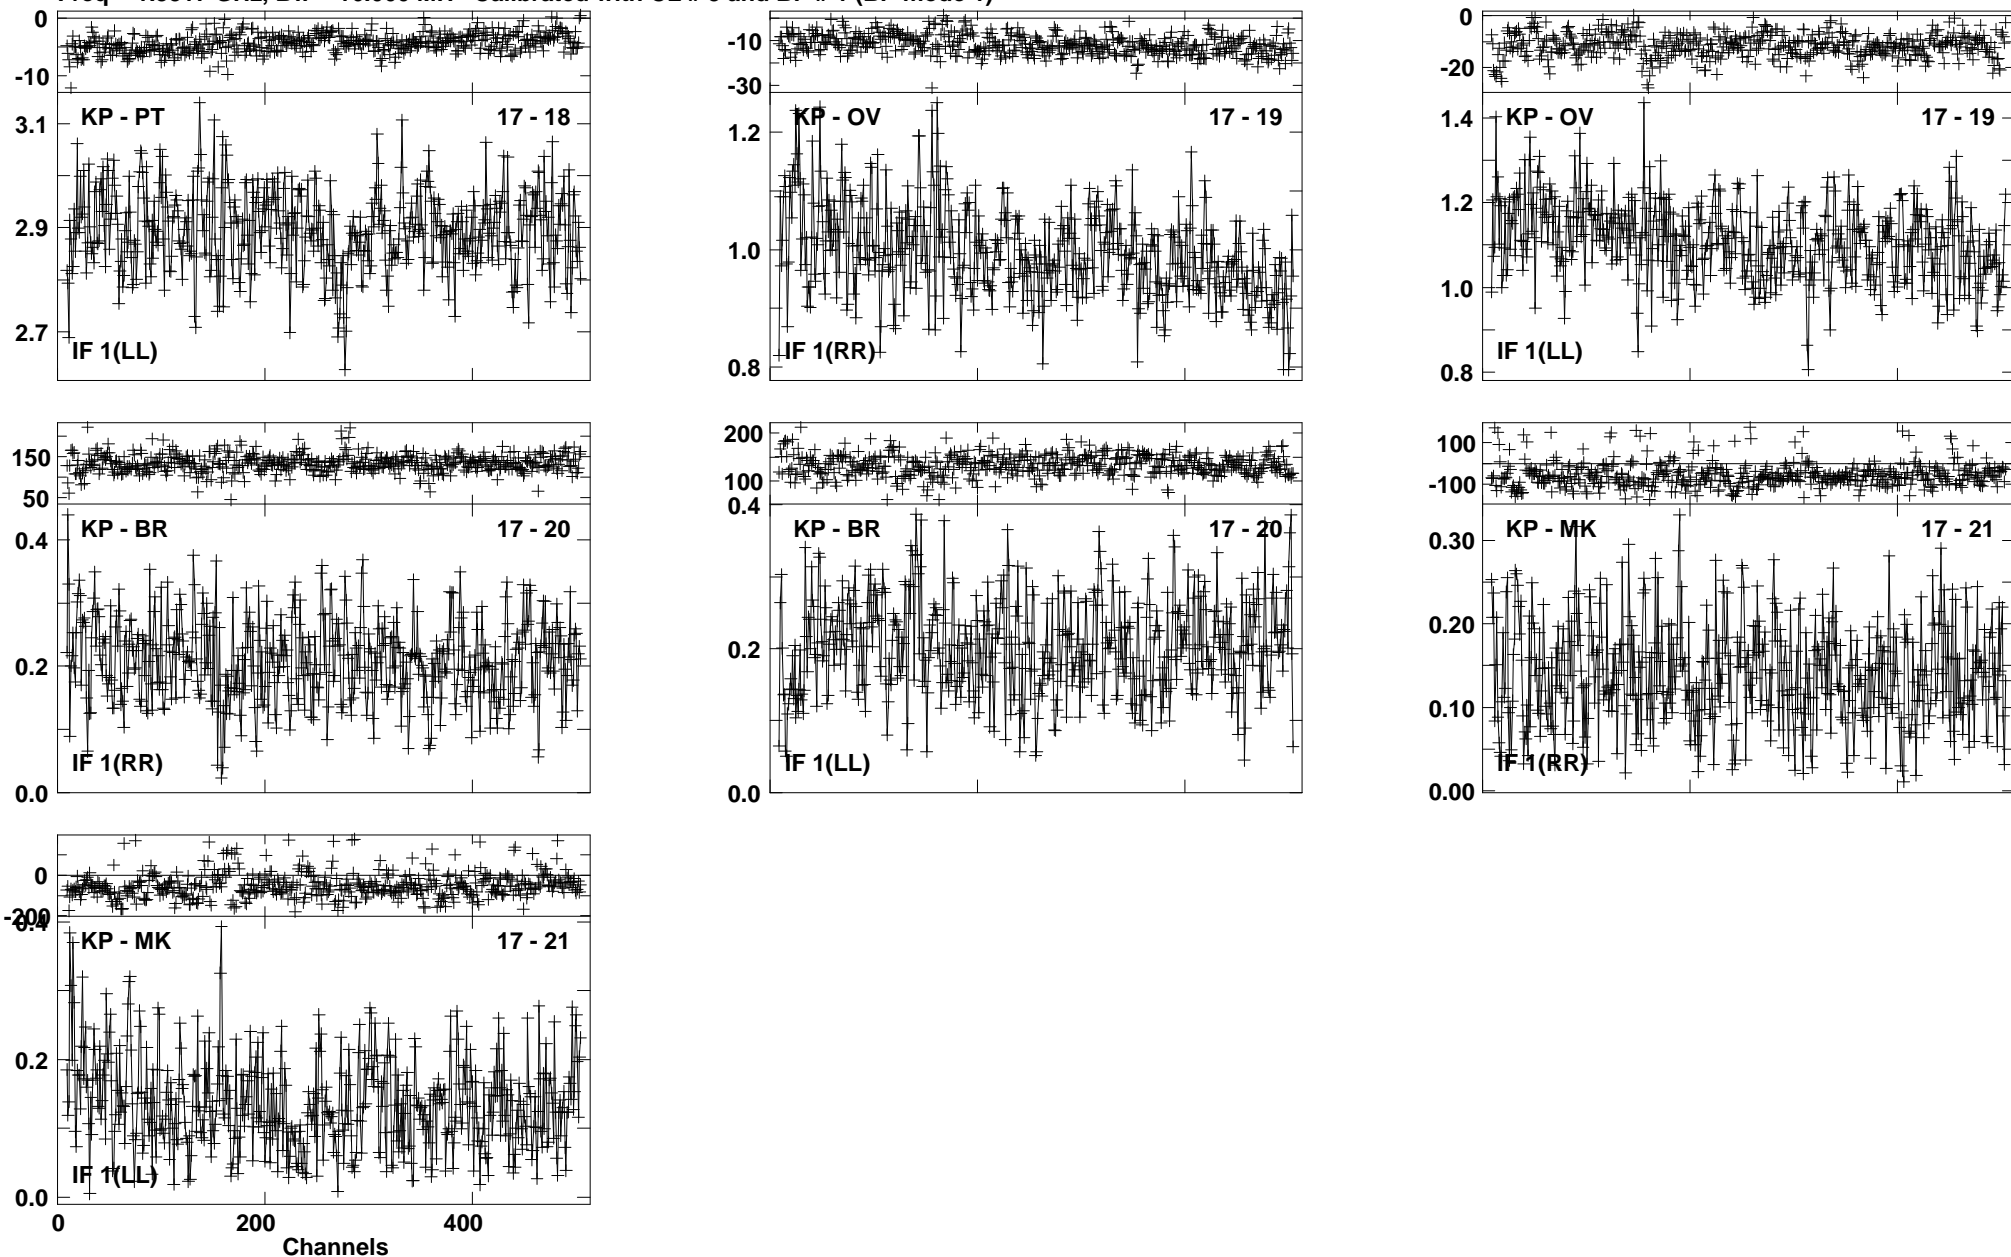 0
-10
KP - PT 17 - 18
3.1
2.9
2.7
IF 1(LL)
-10
-30
KP - OV 17 - 19
1.2
1.0
0.8
IF 1(RR)
0
-20
KP - OV 17 - 19
1.4
1.2
1.0
0.8
IF 1(LL)
150
50
KP - BR 17 - 20
0.4
0.2
0.0
IF 1(RR)
200
100
0.4
KP - BR 17 - 20
0.2
0.0
IF 1(LL)
100
-100
KP - MK 17 - 21
0.30
0.20
0.10
0.00
IF 1(RR)
0
-200
0.4
KP - MK 17 - 21
0.2
0.0
IF 1(LL)
0 200 400
Channels